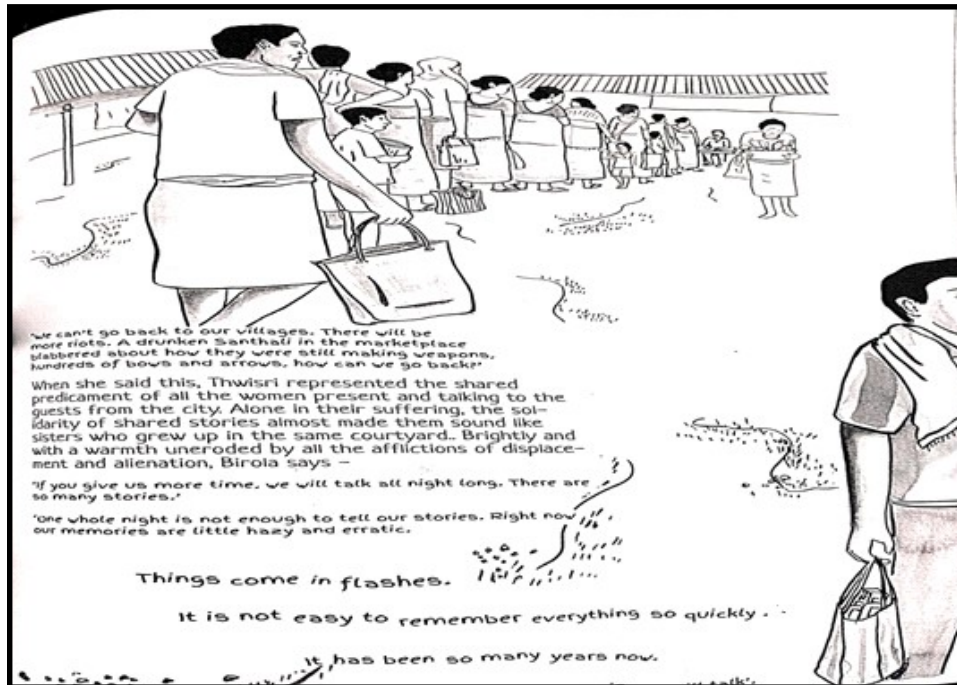 'We can't go back to our villages. There will be
more riots. A drunken Santhali in the marketplace
blabbered about how they were still making weapons,
hundreds of bows and arrows, how can we go back?'
When she said this, Thwisri represented the shared
predicament of all the women present and talking to the
guests from the city. Alone in their suffering, the sol-
idarity of shared stories almost made them sound like
sisters who grew up in the same courtyard.. Brightly and
with a warmth uneroded by all the afflictions of displace-
ment and alienation, Birola says –
'If you give us more time, we will talk all night long. There are
so many stories.'
'One whole night is not enough to tell our stories. Right now
our memories are little hazy and erratic.
Things come in flashes.
It is not easy to remember everything so quickly .
It has been so many years now.
talk'.